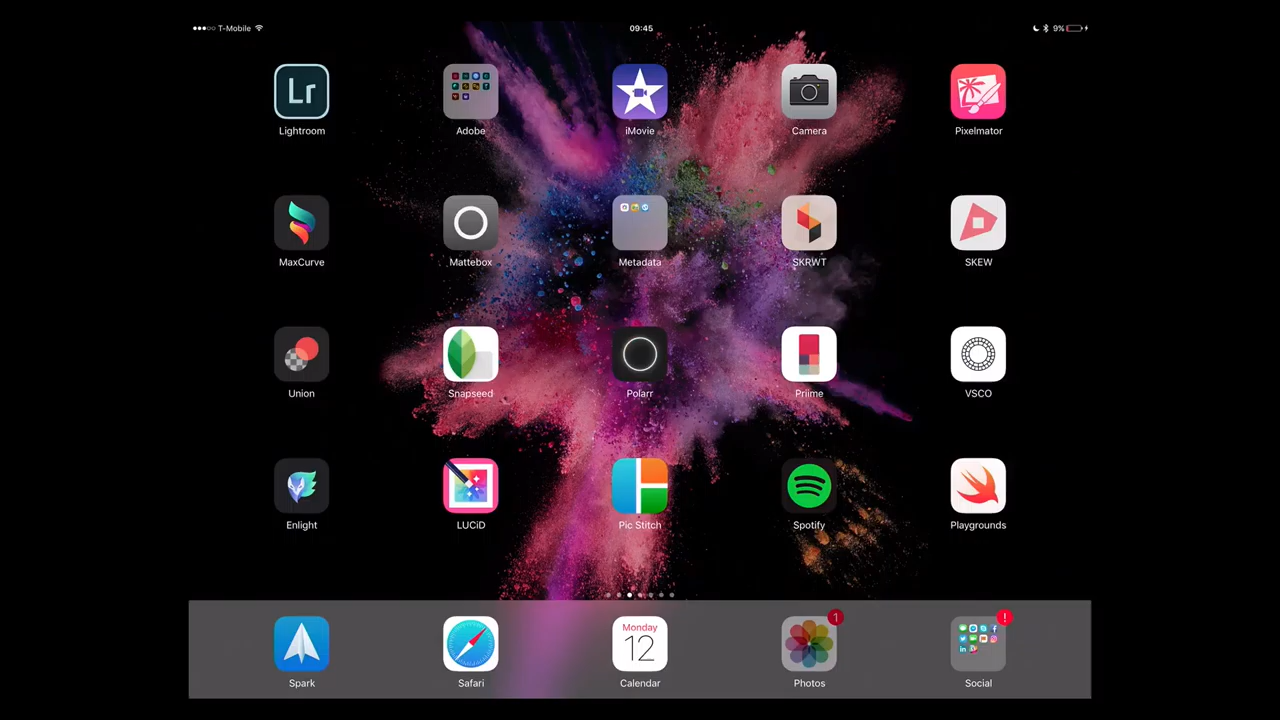 T-Mobile 09:45 9%
Lr
Lightroom Adobe iMovie Camera Pixelmator
MaxCurve Mattebox Metadata SKRWT SKEW
Union Snapseed Polarr Priime VSCO
Enlight LUCiD Pic Stitch Spotify Playgrounds
Monday
12
1
!
Spark Safari Calendar Photos Social